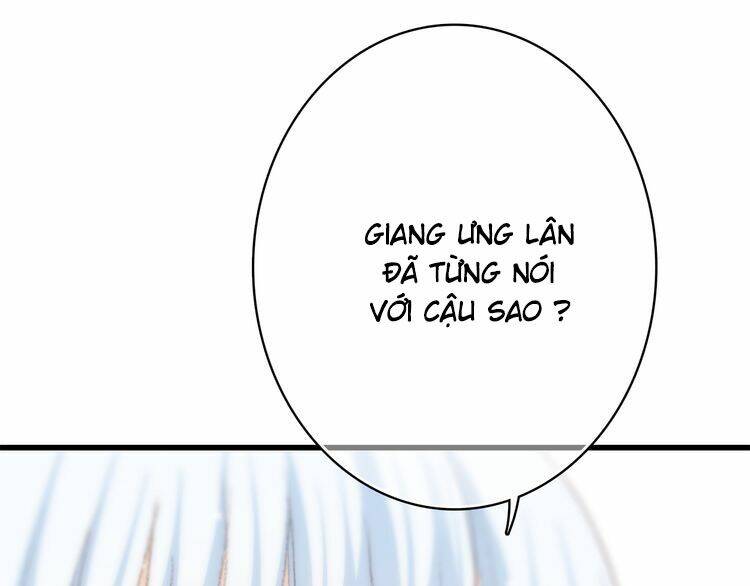 GIANG ƯNG LÂN
ĐÃ TỪNG NÓI
VỚI CẬU SAO ?